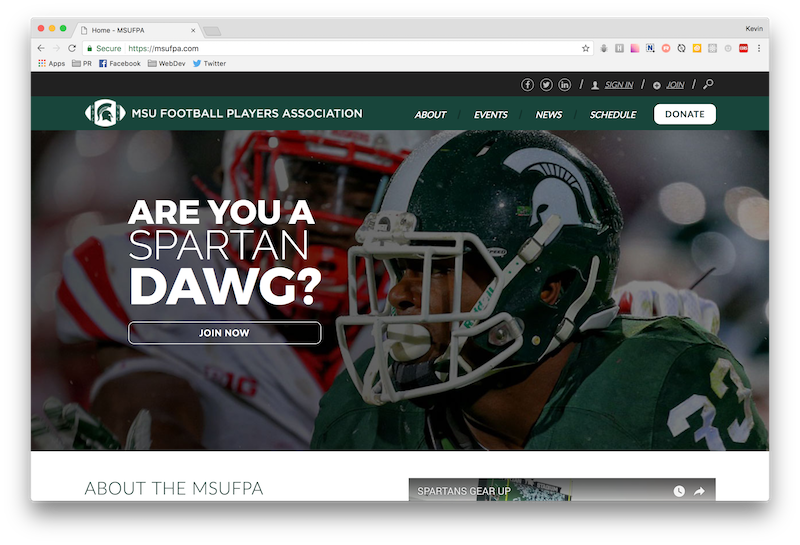 Home - MSUFPA
Kevin
Secure https://msufpa.com
Apps PR Facebook WebDev Twitter
SIGN IN / JOIN /
MSU FOOTBALL PLAYERS ASSOCIATION
ABOUT / EVENTS / NEWS / SCHEDULE
DONATE
ARE YOU A
SPARTAN
DAWG?
JOIN NOW
33
ABOUT THE MSUFPA
SPARTANS GEAR UP